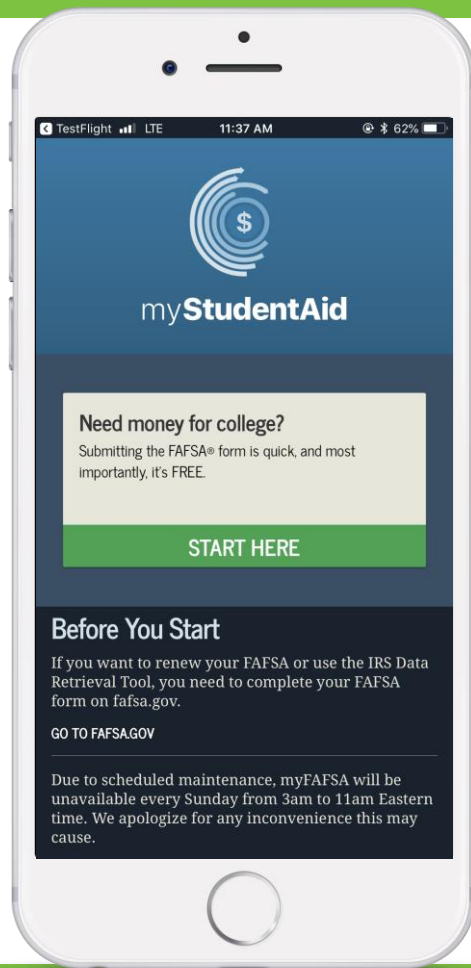 TestFlight LTE 11:37 AM 62%
$
myStudentAid
Need money for college?
Submitting the FAFSA® form is quick, and most
importantly, it's FREE.
START HERE
Before You Start
If you want to renew your FAFSA or use the IRS Data
Retrieval Tool, you need to complete your FAFSA
form on fafsa.gov.
GO TO FAFSA.GOV
Due to scheduled maintenance, myFAFSA will be
unavailable every Sunday from 3am to 11am Eastern
time. We apologize for any inconvenience this may
cause.